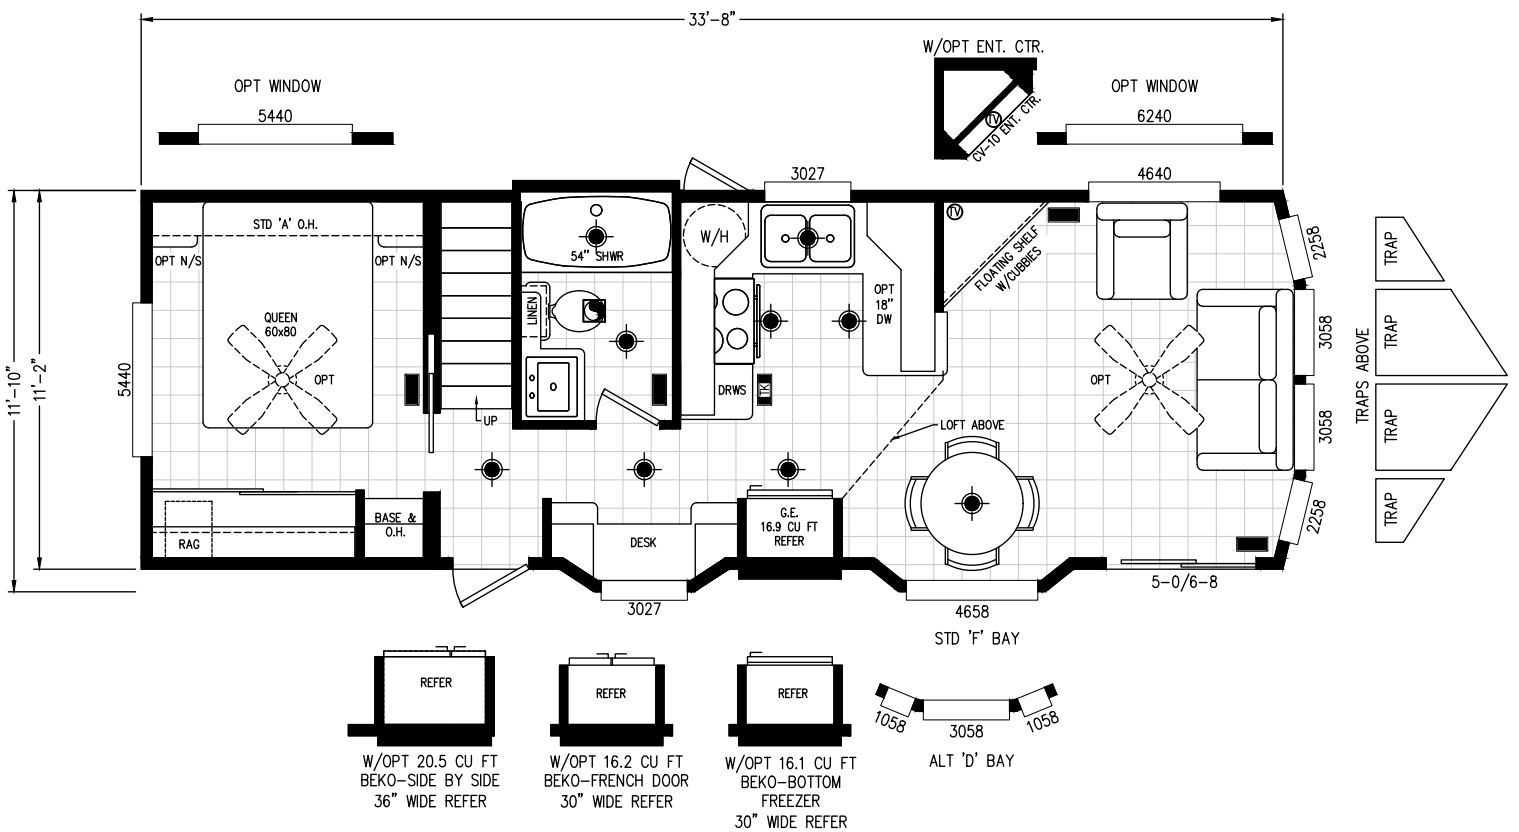 33'-8"
W/OPT ENT. CTR.
OPT WINDOW
5440
TV
CV-10 ENT. CTR.
OPT WINDOW
6240
3027
4640
STD 'A' O.H.
OPT N/S
OPT N/S
54" SHWR
W/H
TV
FLOATING SHELF
W/CUBBIES
2258
TRAP
LINEN
OPT
18"
DW
QUEEN
60x80
OPT
3058
TRAP
TRAPS ABOVE
11'-10"
11'-2"
5440
DRWS
TK
OPT
UP
LOFT ABOVE
3058
TRAP
BASE &
O.H.
RAG
DESK
G.E.
16.9 CU FT
REFER
2258
TRAP
3027
4658
5-0/6-8
STD 'F' BAY
REFER
REFER
REFER
1058
3058
1058
ALT 'D' BAY
W/OPT 20.5 CU FT
BEKO-SIDE BY SIDE
36" WIDE REFER
W/OPT 16.2 CU FT
BEKO-FRENCH DOOR
30" WIDE REFER
W/OPT 16.1 CU FT
BEKO-BOTTOM
FREEZER
30" WIDE REFER